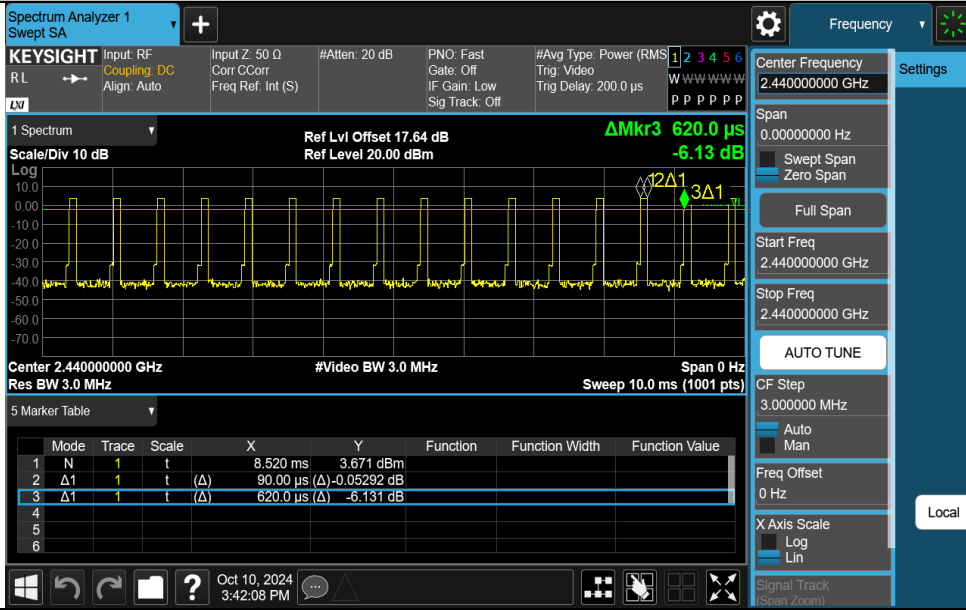 Spectrum Analyzer 1
Swept SA
+
Frequency
KEYSIGHT
RL
LXI
Input: RF
Coupling: DC
Align: Auto
Input Z: 50 Ω
Corr CCorr
Freq Ref: Int (S)
#Atten: 20 dB
PNO: Fast
Gate: Off
IF Gain: Low
Sig Track: Off
#Avg Type: Power (RMS
Trig: Video
Trig Delay: 200.0 µs
1 2 3 4 5 6
W W W W W W
P P P P P P
1 Spectrum
Scale/Div 10 dB
Ref Lvl Offset 17.64 dB
Ref Level 20.00 dBm
ΔMkr3 620.0 µs
-6.13 dB
Log
10.0
0.00
-10.0
-20.0
-30.0
-40.0
-50.0
-60.0
-70.0
12Δ1
3Δ1
Center 2.440000000 GHz
#Video BW 3.0 MHz
Span 0 Hz
Res BW 3.0 MHz
Sweep 10.0 ms (1001 pts)
5 Marker Table
Mode Trace Scale X Y Function Function Width Function Value
1 N 1 t 8.520 ms 3.671 dBm
2 Δ1 1 t (Δ) 90.00 µs (Δ) -0.05292 dB
3 Δ1 1 t (Δ) 620.0 µs (Δ) -6.131 dB
4
5
6
Center Frequency
2.440000000 GHz
Span
0.00000000 Hz
Swept Span
Zero Span
Full Span
Start Freq
2.440000000 GHz
Stop Freq
2.440000000 GHz
AUTO TUNE
CF Step
3.000000 MHz
Auto
Man
Freq Offset
0 Hz
X Axis Scale
Log
Lin
Signal Track
(Span Zoom)
Settings
Local
?
Oct 10, 2024
3:42:08 PM